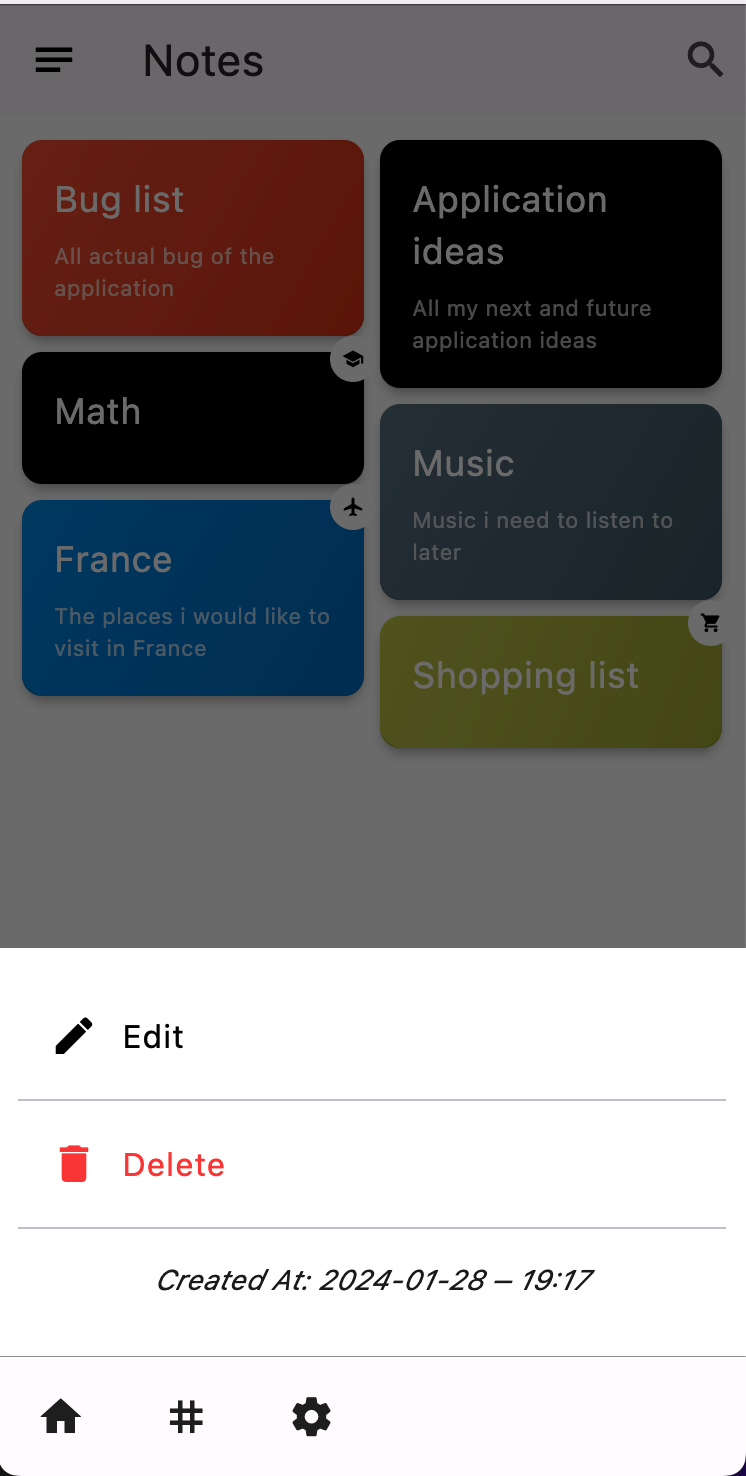 Notes
Bug list
All actual bug of the
application
Application
ideas
All my next and future
application ideas
Math
Music
Music i need to listen to
later
France
The places i would like to
visit in France
Shopping list
Edit
Delete
Created At: 2024-01-28 – 19:17